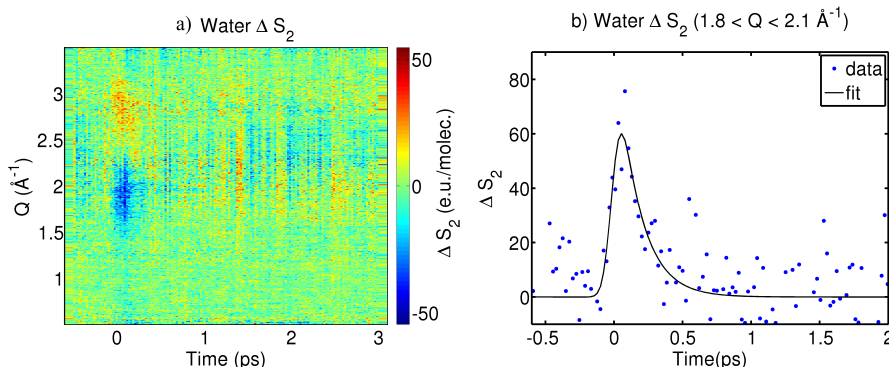 a) Water Δ S2
b) Water Δ S2 (1.8 < Q < 2.1 Å-1)
Q (Å-1)
3
2.5
2
1.5
1
0
1
2
3
Time (ps)
50
0
-50
Δ S2 (e.u./molec.)
Δ S2
80
60
40
20
0
-0.5
0
0.5
1
1.5
2
Time(ps)
data
fit